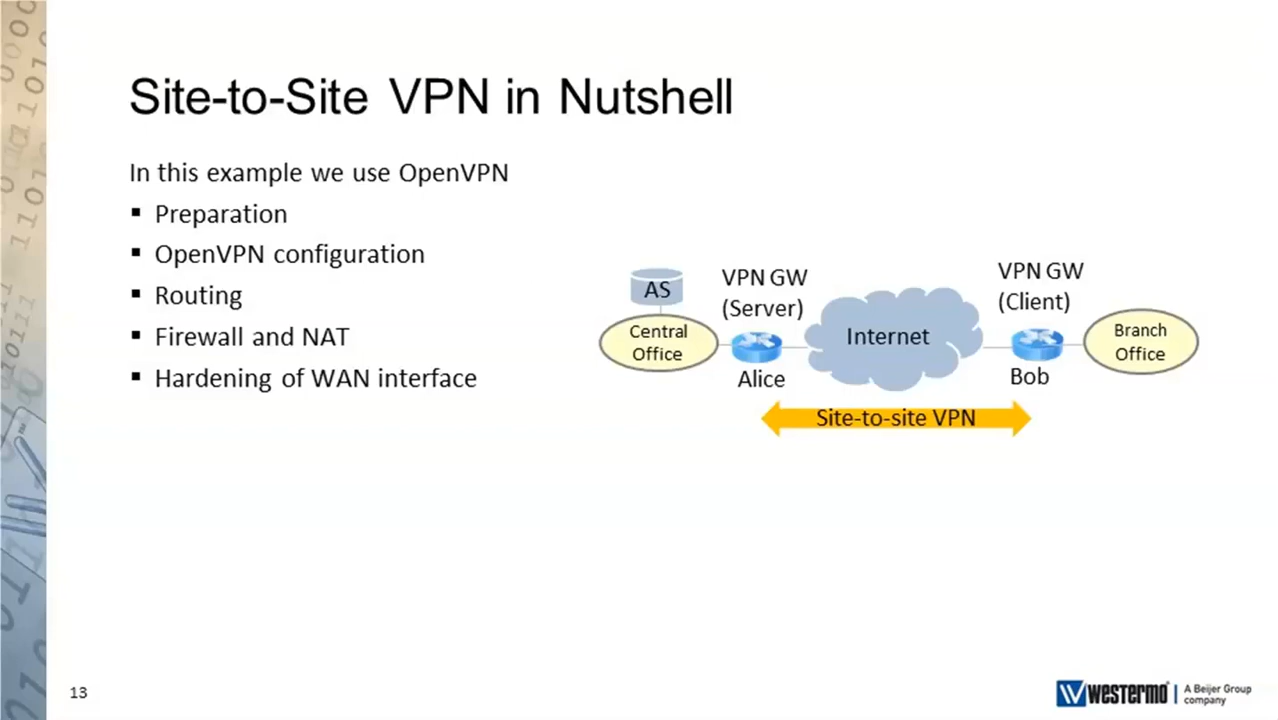 Site-to-Site VPN in Nutshell
In this example we use OpenVPN
▪ Preparation
▪ OpenVPN configuration
▪ Routing
▪ Firewall and NAT
▪ Hardening of WAN interface
AS
Central
Office
VPN GW
(Server)
Alice
Internet
VPN GW
(Client)
Bob
Branch
Office
Site-to-site VPN
13
westermo
A Beijer Group
company